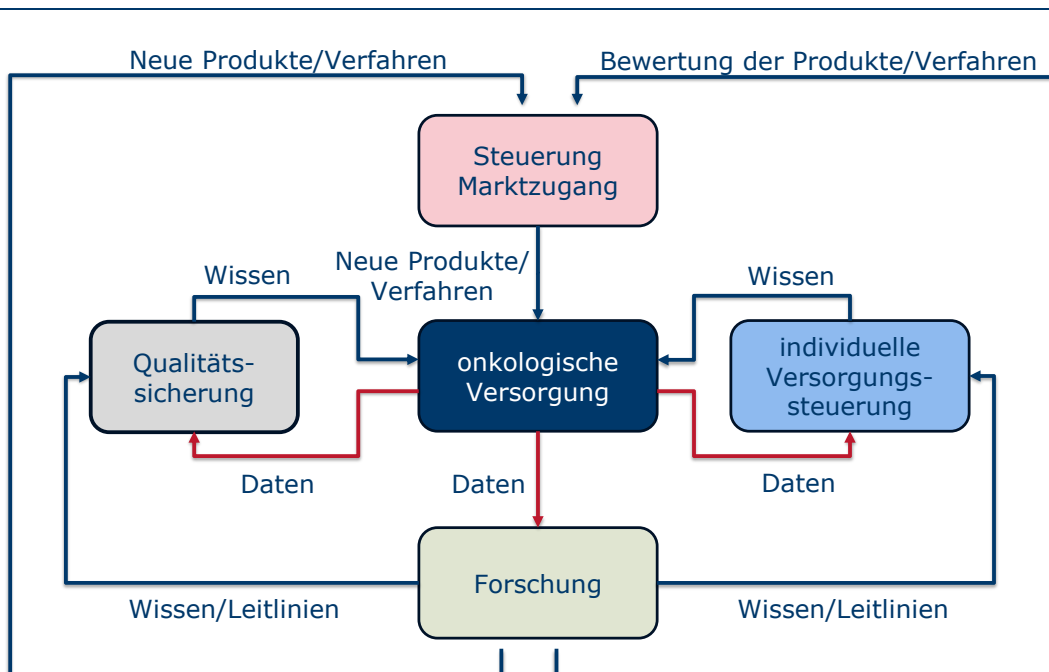 Neue Produkte/Verfahren
Bewertung der Produkte/Verfahren
Steuerung
Marktzugang
Neue Produkte/
Verfahren
Wissen
Wissen
Qualitäts-
sicherung
onkologische
Versorgung
individuelle
Versorgungs-
steuerung
Daten
Daten
Daten
Forschung
Wissen/Leitlinien
Wissen/Leitlinien